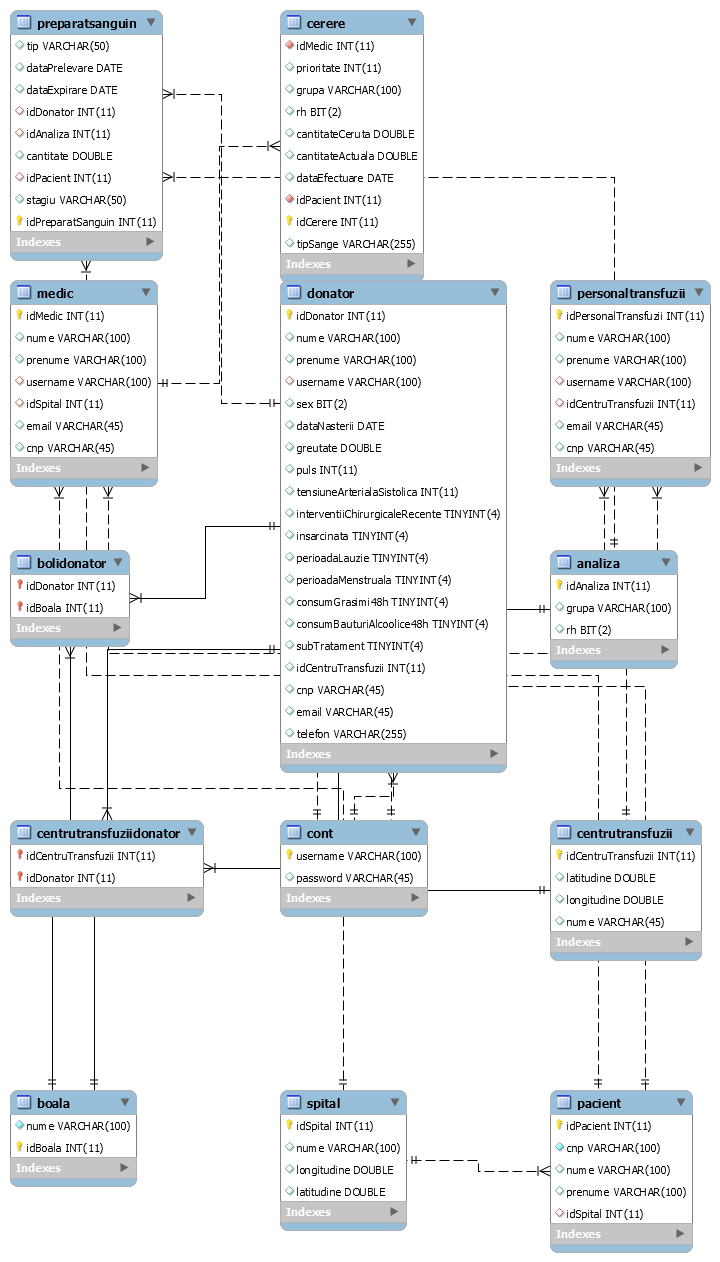 preparatsanguin
tip VARCHAR(50)
dataPrelevare DATE
dataExpirare DATE
idDonator INT(11)
idAnaliza INT(11)
cantitate DOUBLE
idPacient INT(11)
stagiu VARCHAR(50)
idPreparatSanguin INT(11)
Indexes
cerere
idMedic INT(11)
prioritate INT(11)
grupa VARCHAR(100)
rh BIT(2)
cantitateCeruta DOUBLE
cantitateActuala DOUBLE
dataEfectuare DATE
idPacient INT(11)
idCerere INT(11)
tipSange VARCHAR(255)
Indexes
medic
idMedic INT(11)
nume VARCHAR(100)
prenume VARCHAR(100)
username VARCHAR(100)
idSpital INT(11)
email VARCHAR(45)
cnp VARCHAR(45)
Indexes
donator
idDonator INT(11)
nume VARCHAR(100)
prenume VARCHAR(100)
username VARCHAR(100)
sex BIT(2)
dataNasterii DATE
greutate DOUBLE
puls INT(11)
tensiuneArterialaSistolica INT(11)
interventiiChirurgicaleRecente TINYINT(4)
insarcinata TINYINT(4)
perioadaLauzie TINYINT(4)
perioadaMenstruala TINYINT(4)
consumGrasimi48h TINYINT(4)
consumBauturiAlcoolice48h TINYINT(4)
subTratament TINYINT(4)
idCentruTransfuzii INT(11)
cnp VARCHAR(45)
email VARCHAR(45)
telefon VARCHAR(255)
Indexes
personaltransfuzii
idPersonalTransfuzii INT(11)
nume VARCHAR(100)
prenume VARCHAR(100)
username VARCHAR(100)
idCentruTransfuzii INT(11)
email VARCHAR(45)
cnp VARCHAR(45)
Indexes
bolidonator
idDonator INT(11)
idBoala INT(11)
Indexes
analiza
idAnaliza INT(11)
grupa VARCHAR(100)
rh BIT(2)
Indexes
centrutransfuziidonator
idCentruTransfuzii INT(11)
idDonator INT(11)
Indexes
cont
username VARCHAR(100)
password VARCHAR(45)
Indexes
centrutransfuzii
idCentruTransfuzii INT(11)
latitudine DOUBLE
longitudine DOUBLE
nume VARCHAR(45)
Indexes
boala
nume VARCHAR(100)
idBoala INT(11)
Indexes
spital
idSpital INT(11)
nume VARCHAR(100)
longitudine DOUBLE
latitudine DOUBLE
Indexes
pacient
idPacient INT(11)
cnp VARCHAR(100)
nume VARCHAR(100)
prenume VARCHAR(100)
idSpital INT(11)
Indexes